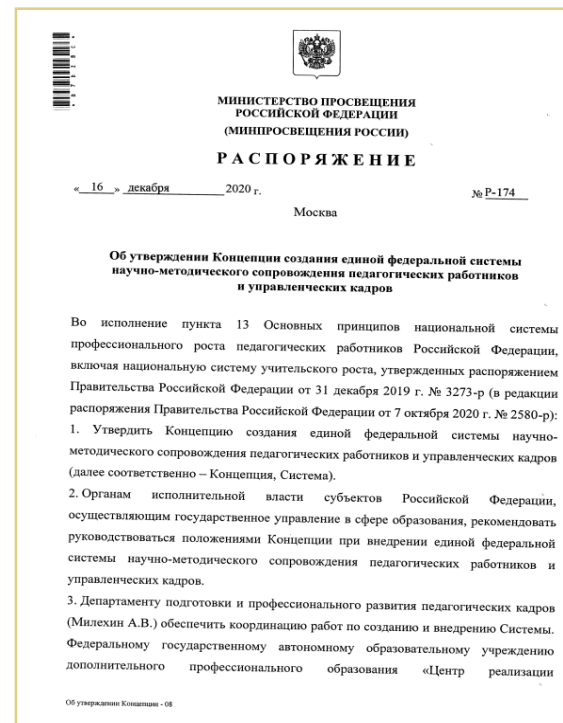 МИНИСТЕРСТВО ПРОСВЕЩЕНИЯ
РОССИЙСКОЙ ФЕДЕРАЦИИ
(МИНПРОСВЕЩЕНИЯ РОССИИ)
РАСПОРЯЖЕНИЕ
« 16 » декабря 2020 г. № Р-174
Москва
Об утверждении Концепции создания единой федеральной системы
научно-методического сопровождения педагогических работников
и управленческих кадров
Во исполнение пункта 13 Основных принципов национальной системы
профессионального роста педагогических работников Российской Федерации,
включая национальную систему учительского роста, утвержденных распоряжением
Правительства Российской Федерации от 31 декабря 2019 г. № 3273-р (в редакции
распоряжения Правительства Российской Федерации от 7 октября 2020 г. № 2580-р):
1. Утвердить Концепцию создания единой федеральной системы научно-
методического сопровождения педагогических работников и управленческих кадров
(далее соответственно – Концепция, Система).
2. Органам исполнительной власти субъектов Российской Федерации,
осуществляющим государственное управление в сфере образования, рекомендовать
руководствоваться положениями Концепции при внедрении единой федеральной
системы научно-методического сопровождения педагогических работников и
управленческих кадров.
3. Департаменту подготовки и профессионального развития педагогических кадров
(Милехин А.В.) обеспечить координацию работ по созданию и внедрению Системы.
Федеральному государственному автономному образовательному учреждению
дополнительного профессионального образования «Центр реализации
Об утверждении Концепции - 08